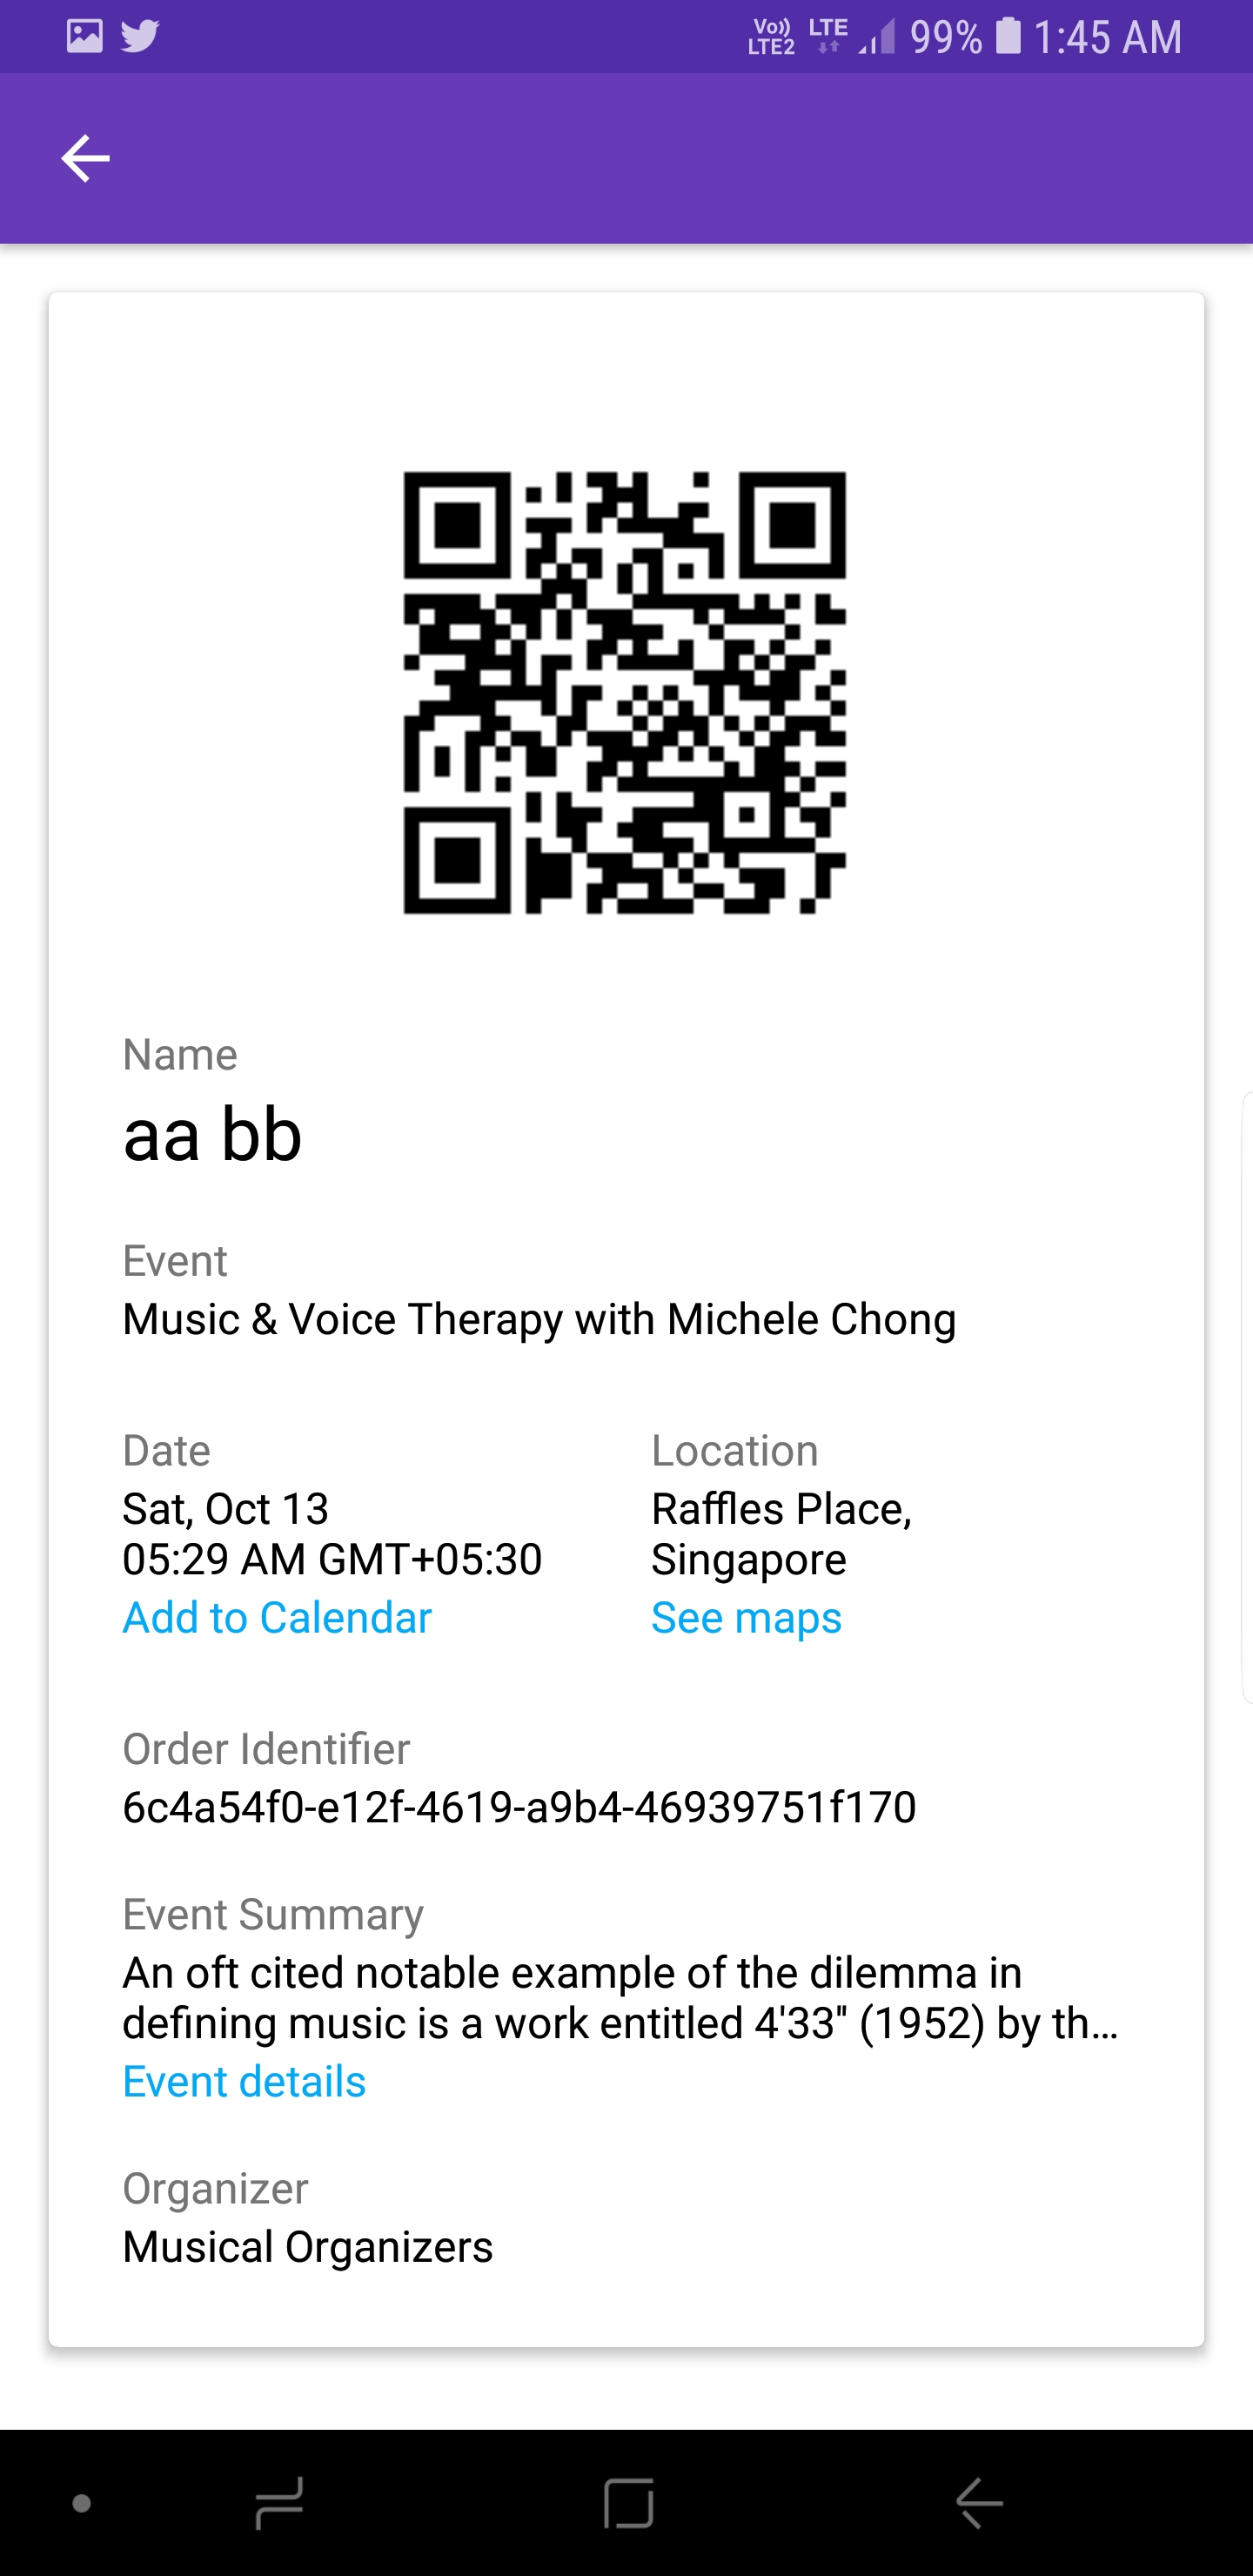 Vo)) LTE2 LTE 99% 1:45 AM
Name
aa bb
Event
Music & Voice Therapy with Michele Chong
Date
Sat, Oct 13
05:29 AM GMT+05:30
Add to Calendar
Location
Raffles Place,
Singapore
See maps
Order Identifier
6c4a54f0-e12f-4619-a9b4-46939751f170
Event Summary
An oft cited notable example of the dilemma in
defining music is a work entitled 4'33" (1952) by th…
Event details
Organizer
Musical Organizers